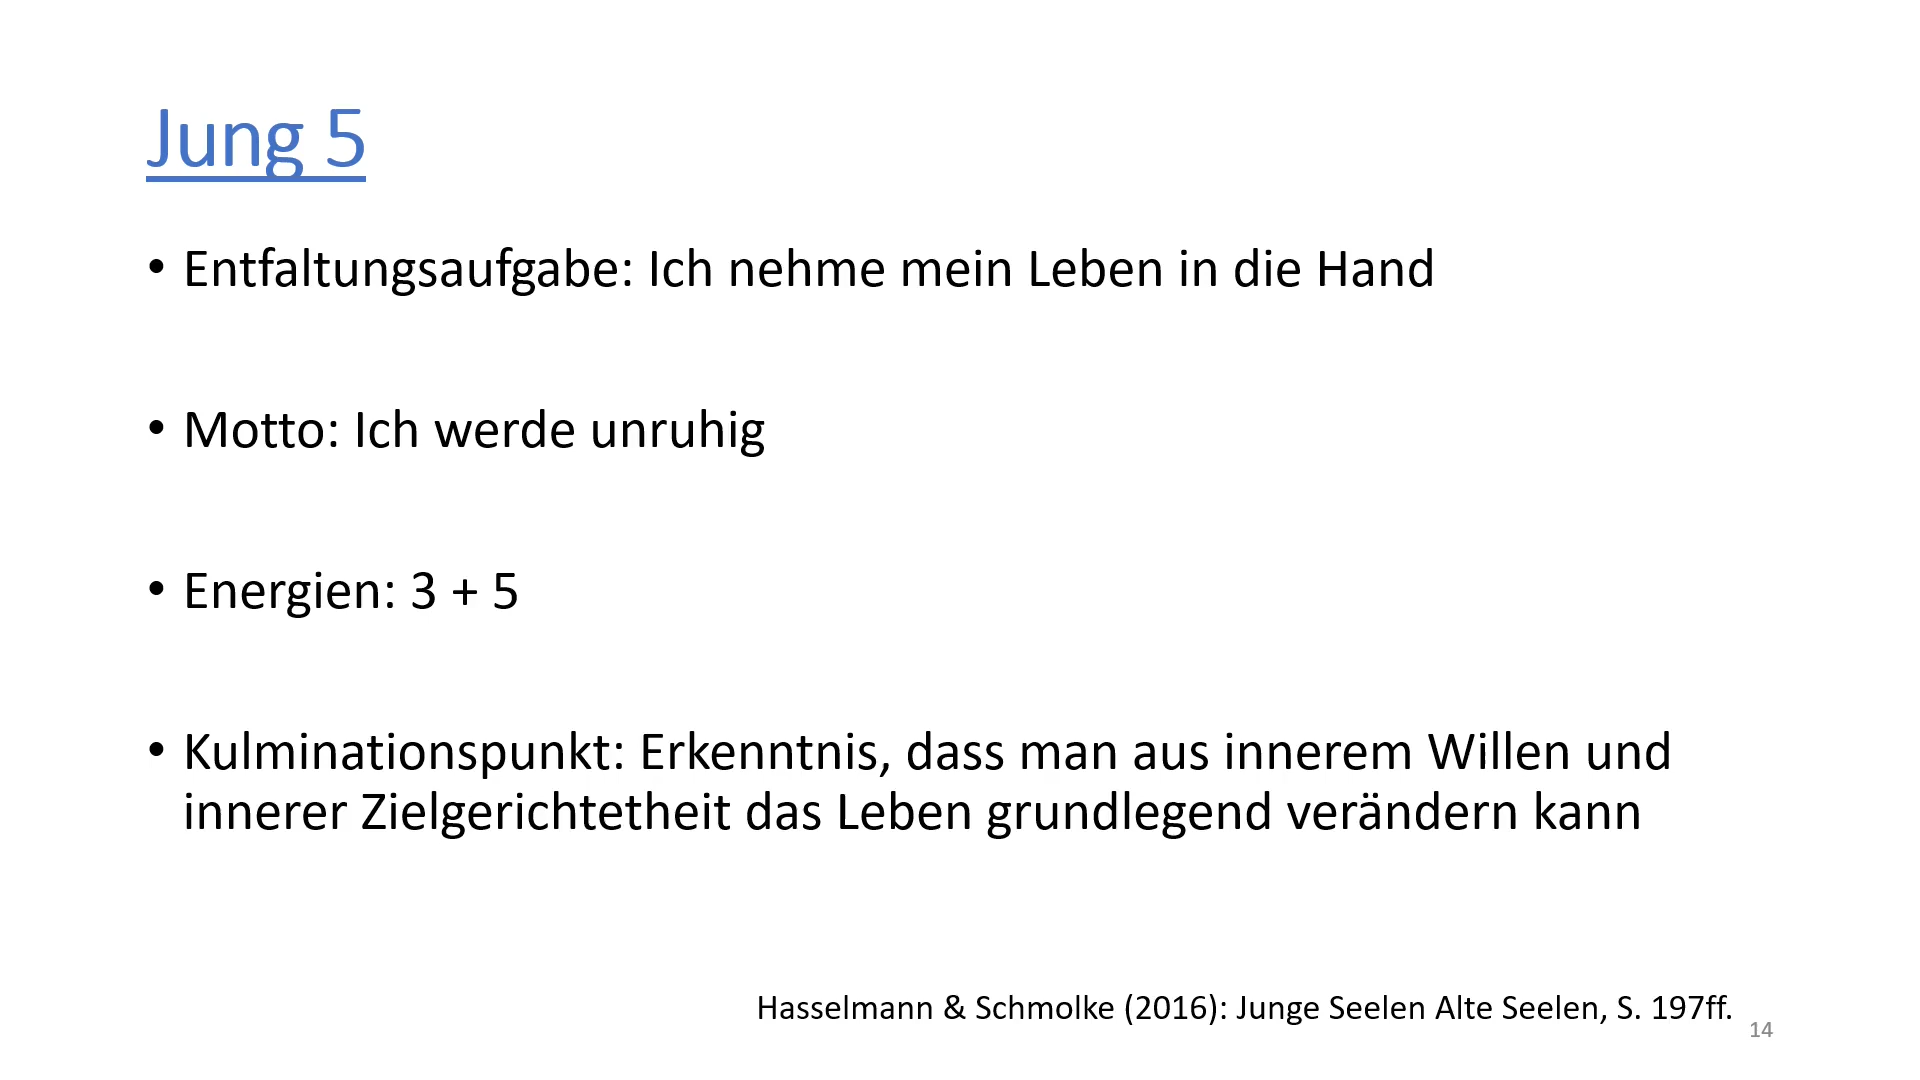 Jung 5
• Entfaltungsaufgabe: Ich nehme mein Leben in die Hand
• Motto: Ich werde unruhig
• Energien: 3 + 5
• Kulminationspunkt: Erkenntnis, dass man aus innerem Willen und
innerer Zielgerichtetheit das Leben grundlegend verändern kann
Hasselmann & Schmolke (2016): Junge Seelen Alte Seelen, S. 197ff.
14